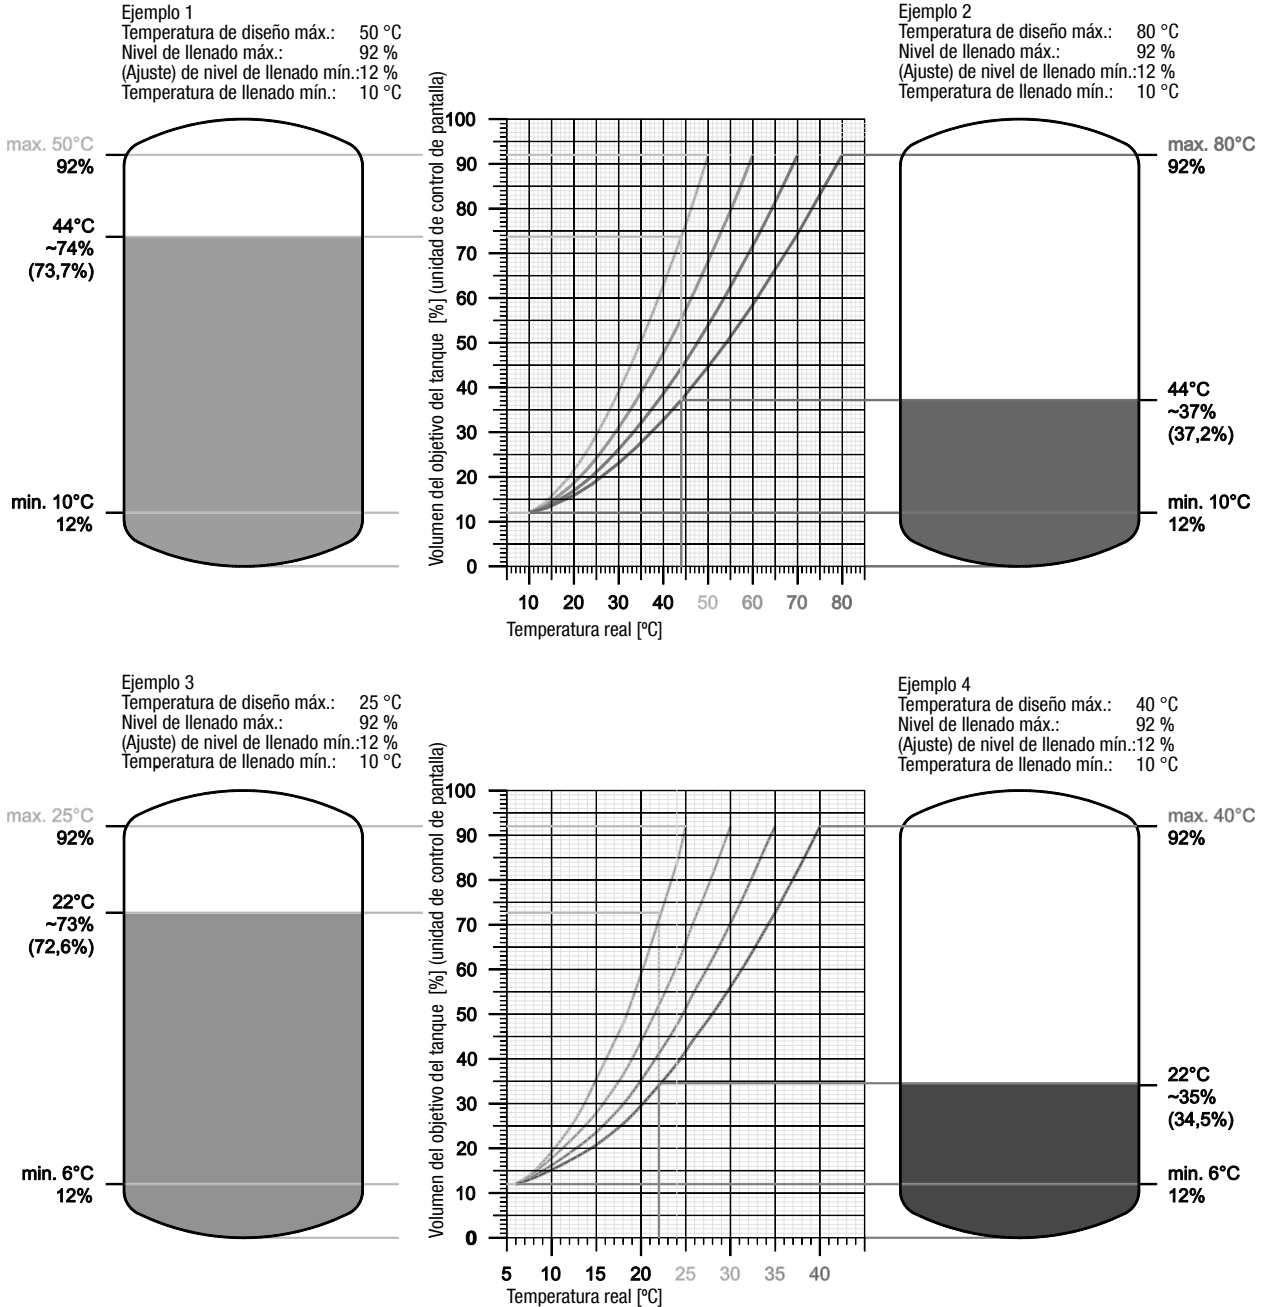 Ejemplo 1
Temperatura de diseño máx.: 50 °C
Nivel de llenado máx.: 92 %
(Ajuste) de nivel de llenado mín.:12 %
Temperatura de llenado mín.: 10 °C
Ejemplo 2
Temperatura de diseño máx.: 80 °C
Nivel de llenado máx.: 92 %
(Ajuste) de nivel de llenado mín.:12 %
Temperatura de llenado mín.: 10 °C
max. 50°C
92%
44°C
~74%
(73,7%)
min. 10°C
12%
Volumen del objetivo del tanque [%] (unidad de control de pantalla)
100
90
80
70
60
50
40
30
20
10
0
10 20 30 40 50 60 70 80
Temperatura real [ºC]
max. 80°C
92%
44°C
~37%
(37,2%)
min. 10°C
12%
Ejemplo 3
Temperatura de diseño máx.: 25 °C
Nivel de llenado máx.: 92 %
(Ajuste) de nivel de llenado mín.:12 %
Temperatura de llenado mín.: 10 °C
Ejemplo 4
Temperatura de diseño máx.: 40 °C
Nivel de llenado máx.: 92 %
(Ajuste) de nivel de llenado mín.:12 %
Temperatura de llenado mín.: 10 °C
max. 25°C
92%
22°C
~73%
(72,6%)
min. 6°C
12%
Volumen del objetivo del tanque [%] (unidad de control de pantalla)
100
90
80
70
60
50
40
30
20
10
0
5 10 15 20 25 30 35 40
Temperatura real [ºC]
max. 40°C
92%
22°C
~35%
(34,5%)
min. 6°C
12%